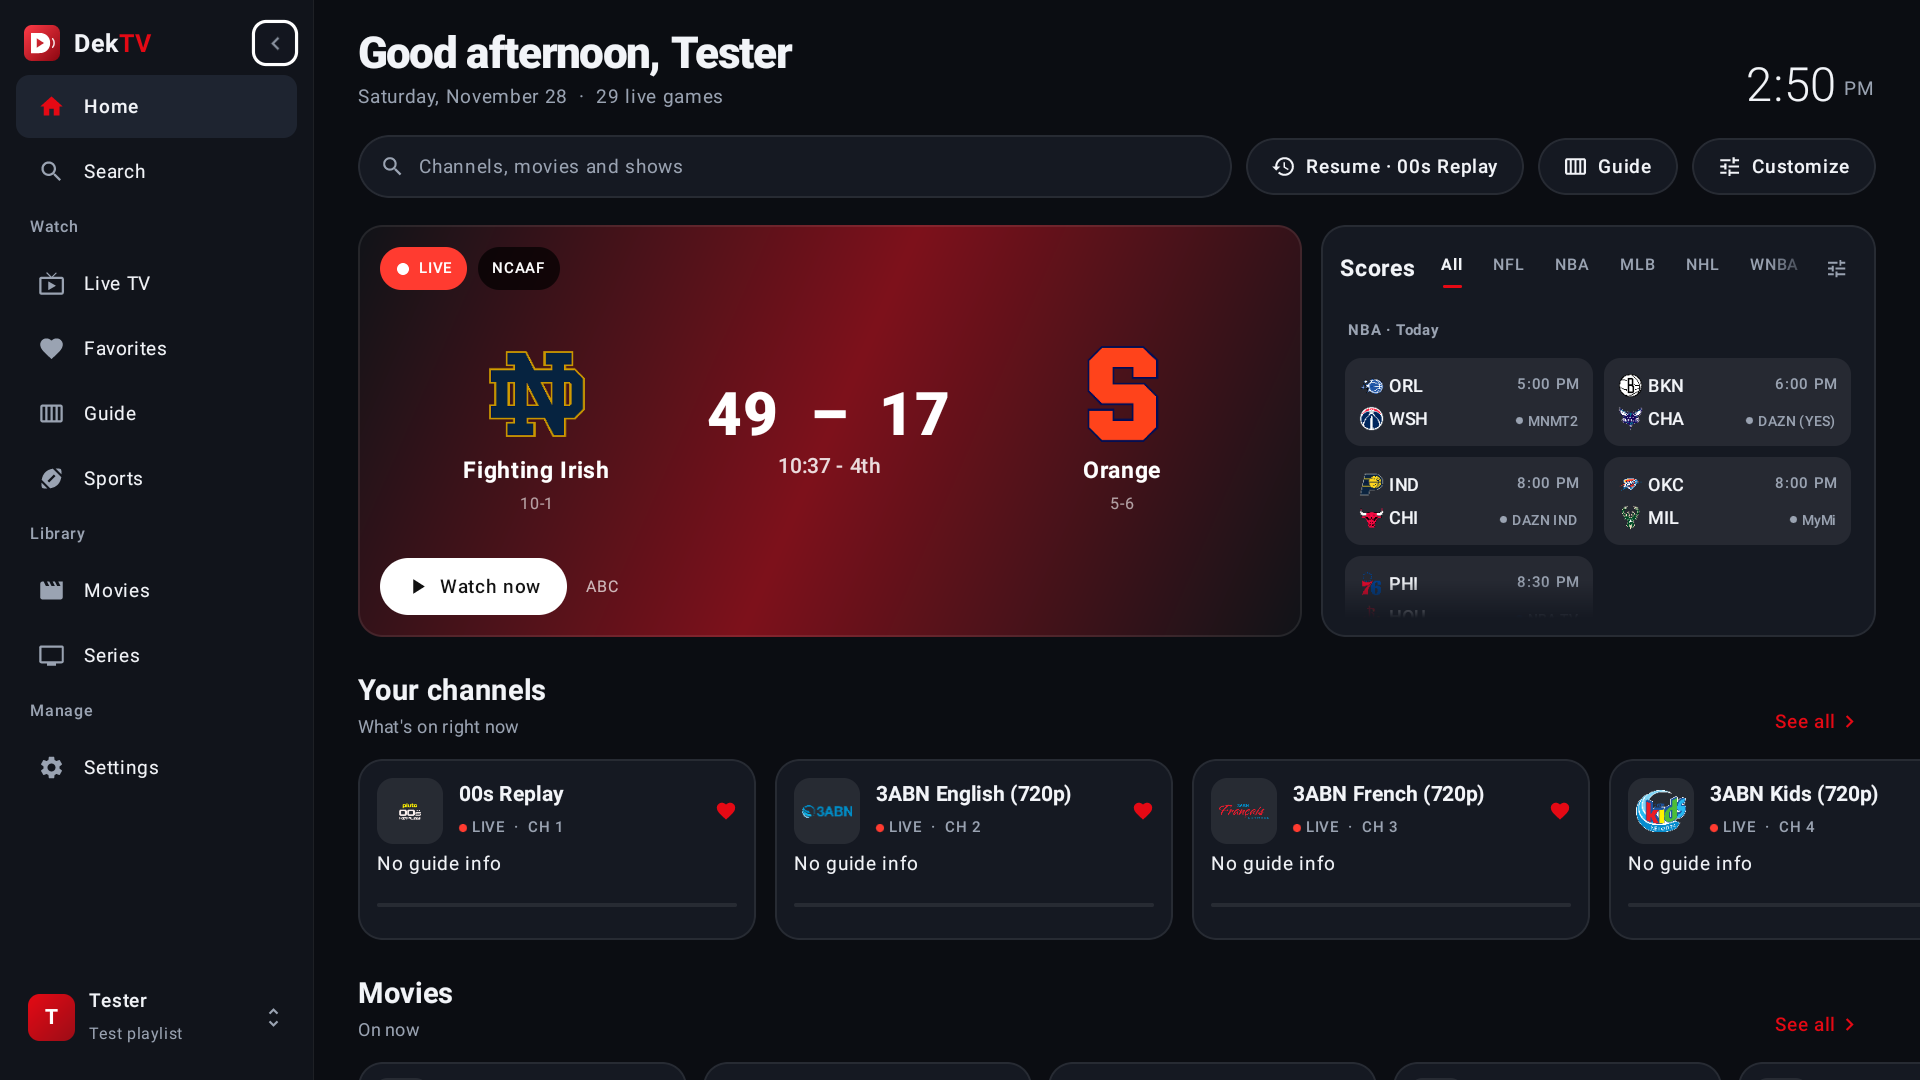 DekTV
Home
Search
Watch
Live TV
Favorites
Guide
Sports
Library
Movies
Series
Manage
Settings
T
Tester
Test playlist
Good afternoon, Tester
Saturday, November 28 · 29 live games
2:50 PM
Channels, movies and shows
Resume · 00s Replay
Guide
Customize
LIVE
NCAAF
49 – 17
10:37 - 4th
Fighting Irish
10-1
Orange
5-6
Watch now
ABC
Scores
All
NFL
NBA
MLB
NHL
WNBA
NBA · Today
ORL 5:00 PM
WSH MNMT2
BKN 6:00 PM
CHA DAZN (YES)
IND 8:00 PM
CHI DAZN IND
OKC 8:00 PM
MIL MyMi
PHI 8:30 PM
HOU
Your channels
What's on right now
See all
00s Replay
LIVE · CH 1
No guide info
3ABN
3ABN English (720p)
LIVE · CH 2
No guide info
Français
3ABN French (720p)
LIVE · CH 3
No guide info
Kids
3ABN Kids (720p)
LIVE · CH 4
No guide info
Movies
On now
See all